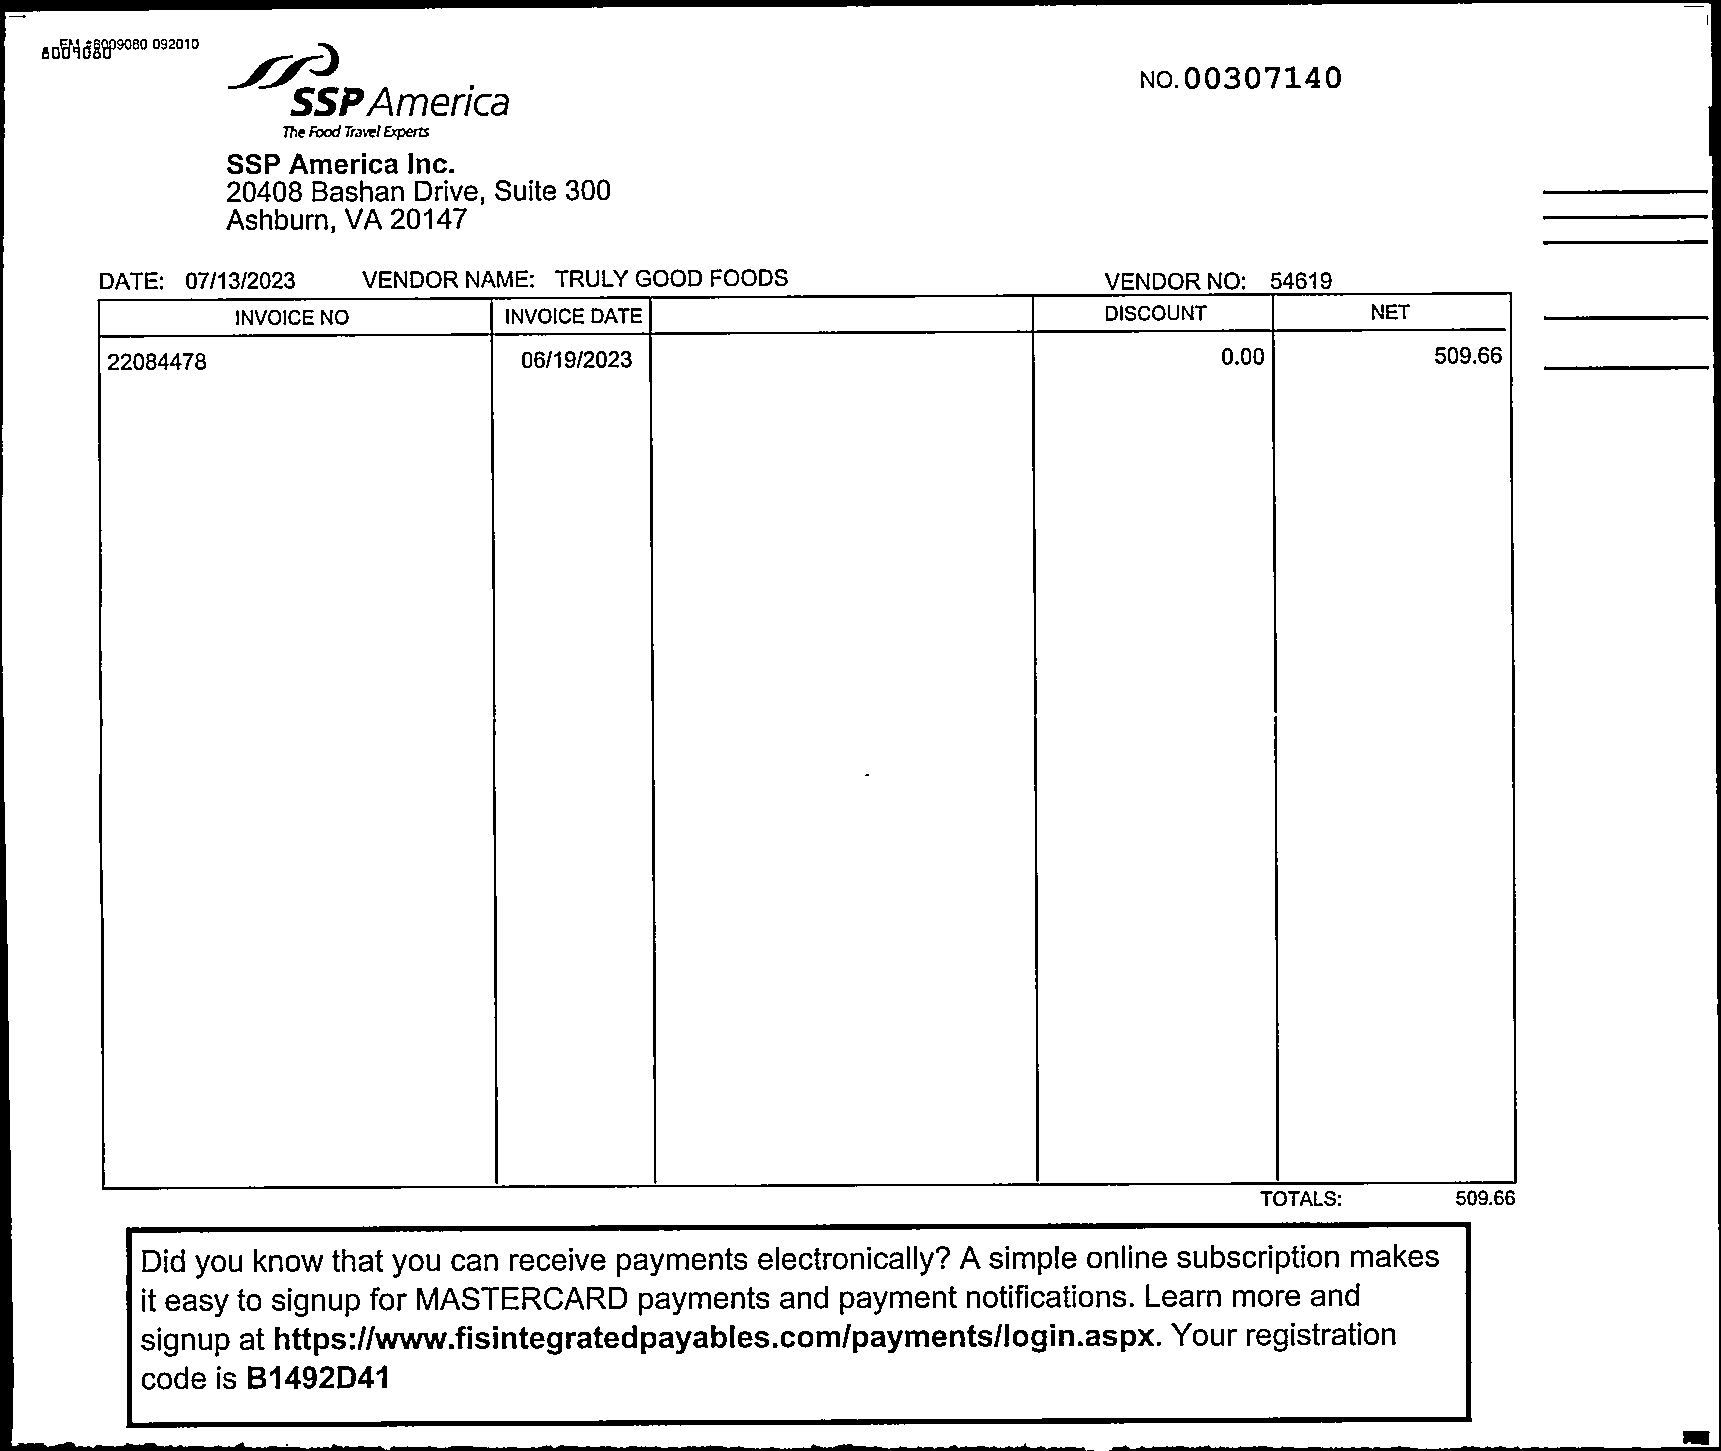 092010
SSP America
The Food Travel Experts
NO. 00307140
SSP America Inc.
20408 Bashan Drive, Suite 300
Ashburn, VA 20147
DATE: 07/13/2023 VENDOR NAME: TRULY GOOD FOODS VENDOR NO: 54619
INVOICE NO INVOICE DATE DISCOUNT NET
22084478 06/19/2023 0.00 509.66
TOTALS: 509.66
Did you know that you can receive payments electronically? A simple online subscription makes
it easy to signup for MASTERCARD payments and payment notifications. Learn more and
signup at https://www.fisintegratedpayables.com/payments/login.aspx. Your registration
code is B1492D41